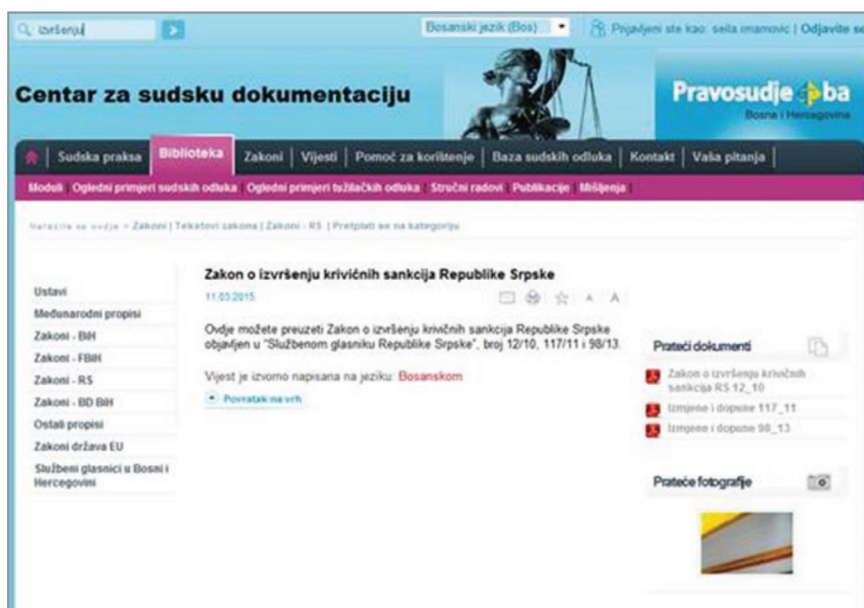 izvršenju
Bosanski jezik (Bos)
Prijavljeni ste kao: seila imamovic | Odjavite se
Centar za sudsku dokumentaciju
Pravosudje ba
Bosna i Hercegovina
Sudska praksa | Biblioteka | Zakoni | Vijesti | Pomoć za korištenje | Baza sudskih odluka | Kontakt | Vaša pitanja |
Moduli | Ogledni primjeri sudskih odluka | Ogledni primjeri tužilačkih odluka | Stručni radovi | Publikacije | Mišljenja |
Nalazite se ovdje > Zakoni | Tekstovi zakona | Zakoni - RS | Pretplati se na kategoriju
Ustavi
Međunarodni propisi
Zakoni - BiH
Zakoni - FBiH
Zakoni - RS
Zakoni - BD BiH
Ostali propisi
Zakoni država EU
Službeni glasnici u Bosni i
Hercegovini
Zakon o izvršenju krivičnih sankcija Republike Srpske
11.03.2015
A A
Ovdje možete preuzeti Zakon o izvršenju krivičnih sankcija Republike Srpske
objavljen u "Službenom glasniku Republike Srpske", broj 12/10, 117/11 i 98/13.
Vijest je izvorno napisana na jeziku: Bosanskom
Povratak na vrh
Prateći dokumenti
Zakon o izvršenju krivičnih
sankcija RS 12_10
Izmjene i dopune 117_11
Izmjene i dopune 98_13
Prateće fotografije